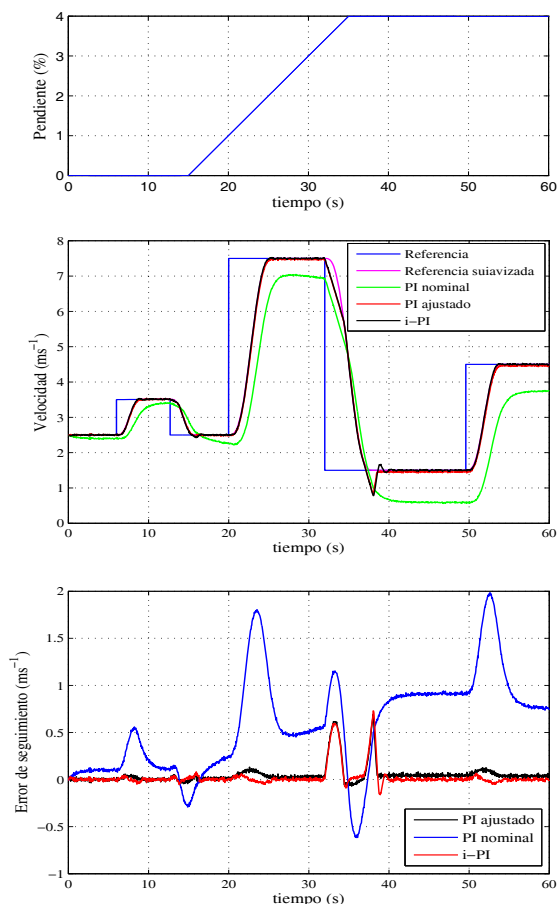 4
3
2
1
0
Pendiente (%)
0 10 20 30 40 50 60
tiempo (s)
8
7
6
5
4
3
2
1
0
Velocidad (ms⁻¹)
Referencia
Referencia suiavizada
PI nominal
PI ajustado
i−PI
0 10 20 30 40 50 60
tiempo (s)
2
1.5
1
0.5
0
−0.5
−1
Error de seguimiento (ms⁻¹)
PI ajustado
PI nominal
i−PI
0 10 20 30 40 50 60
tiempo (s)